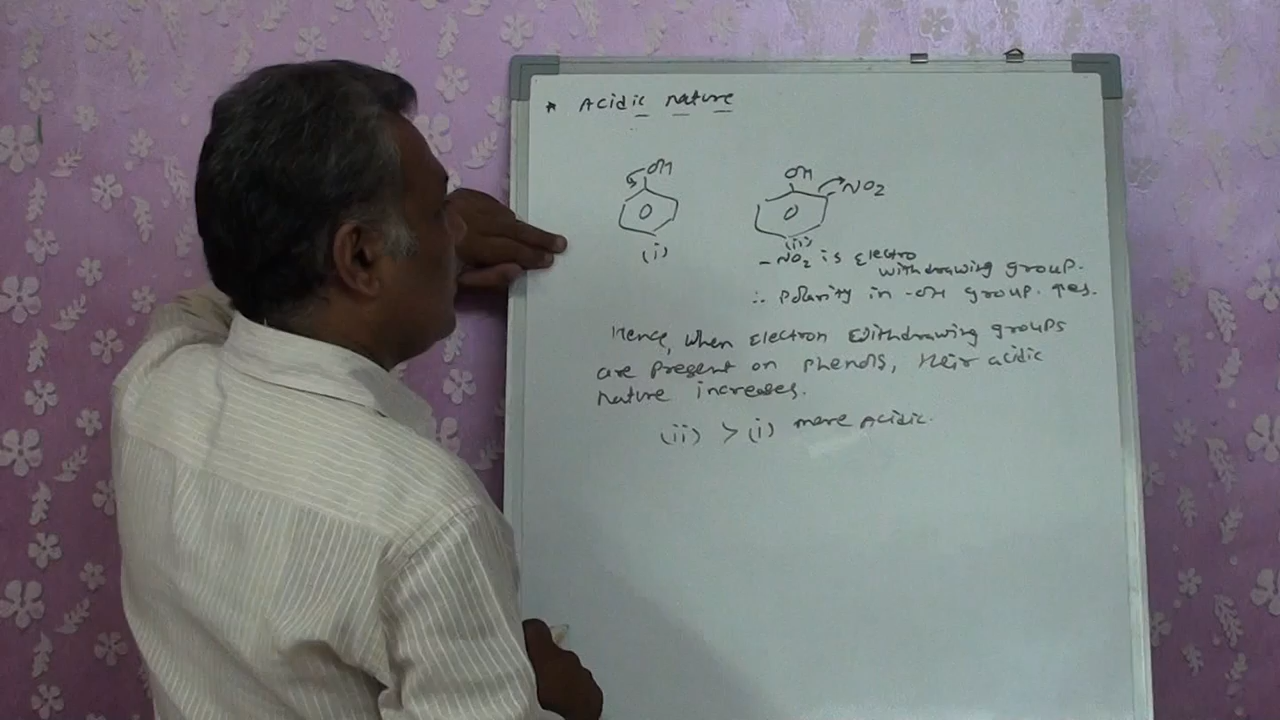 * Acidic nature
OH
OH NO2
(i)
(ii)
- NO2 is Electro
withdrawing group.
∴ Polarity in -OH group. ↑es.
Hence, when Electron withdrawing groups
are present on phenols, their acidic
nature increases.
(ii) > (i) more Acidic.